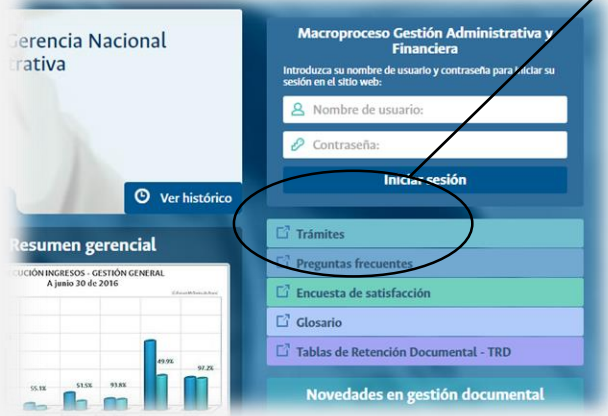 Gerencia Nacional
trativa
Ver histórico
Resumen gerencial
CUCIÓN INGRESOS - GESTIÓN GENERAL
A junio 30 de 2016
55.1%
51.5%
93.8%
49.9%
97.2%
Macroproceso Gestión Administrativa y
Financiera
Introduzca su nombre de usuario y contraseña para iniciar su
sesión en el sitio web:
Nombre de usuario:
Contraseña:
Iniciar sesión
Trámites
Preguntas frecuentes
Encuesta de satisfacción
Glosario
Tablas de Retención Documental - TRD
Novedades en gestión documental